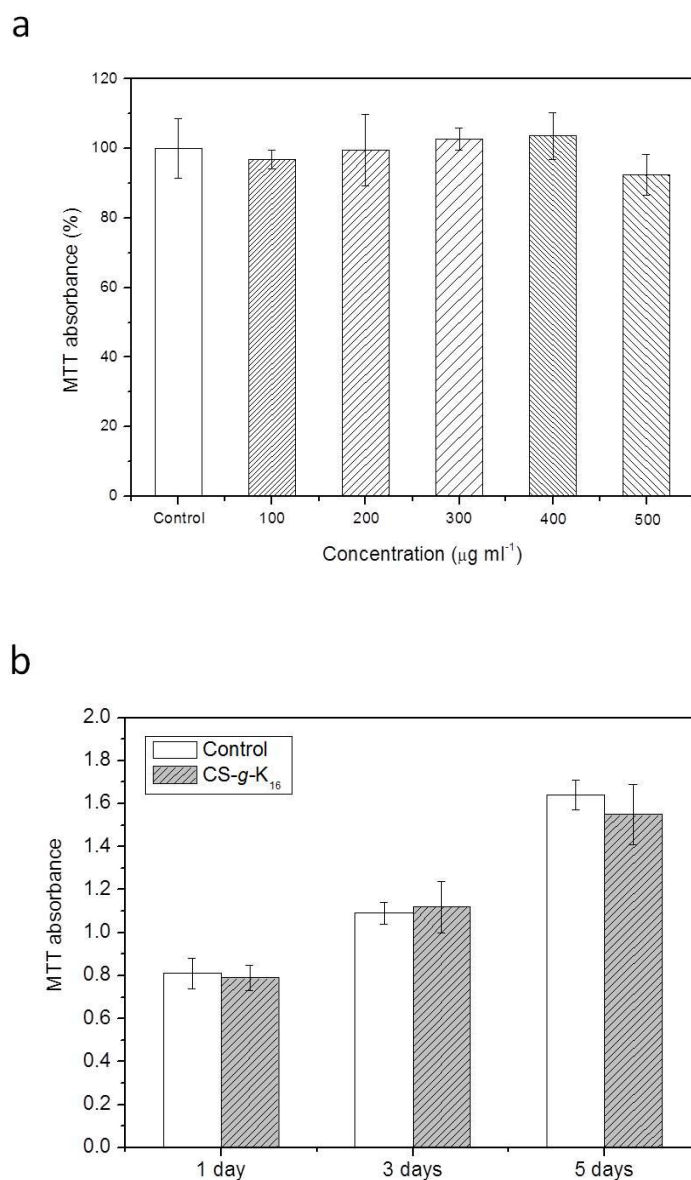 a
120
100
80
60
40
20
0
MTT absorbance (%)
Control 100 200 300 400 500
Concentration (μg ml⁻¹)
b
2.0
1.8
1.6
1.4
1.2
1.0
0.8
0.6
0.4
0.2
0.0
MTT absorbance
Control
CS-g-K₁₆
1 day 3 days 5 days